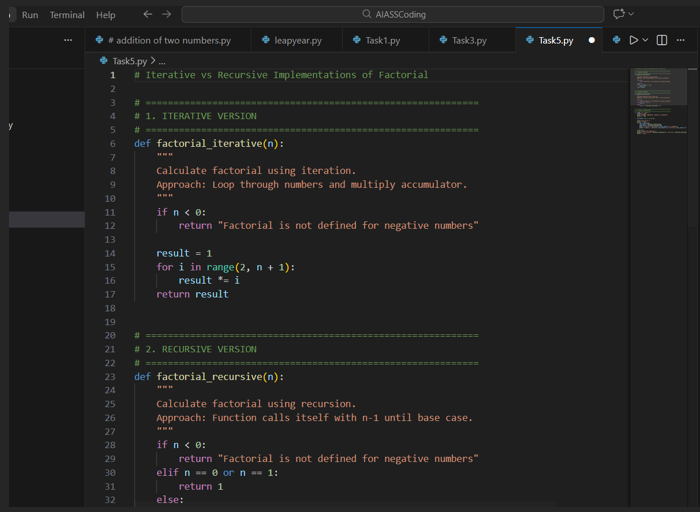 Run Terminal Help ← → AIASSCoding
··· # addition of two numbers.py leapyear.py Task1.py Task3.py Task5.py ● ···
Task5.py > ...
y
1 # Iterative vs Recursive Implementations of Factorial
2
3 # ============================================================
4 # 1. ITERATIVE VERSION
5 # ============================================================
6 def factorial_iterative(n):
7     """
8     Calculate factorial using iteration.
9     Approach: Loop through numbers and multiply accumulator.
10     """
11     if n < 0:
12         return "Factorial is not defined for negative numbers"
13
14     result = 1
15     for i in range(2, n + 1):
16         result *= i
17     return result
18
19
20 # ============================================================
21 # 2. RECURSIVE VERSION
22 # ============================================================
23 def factorial_recursive(n):
24     """
25     Calculate factorial using recursion.
26     Approach: Function calls itself with n-1 until base case.
27     """
28     if n < 0:
29         return "Factorial is not defined for negative numbers"
30     elif n == 0 or n == 1:
31         return 1
32     else: